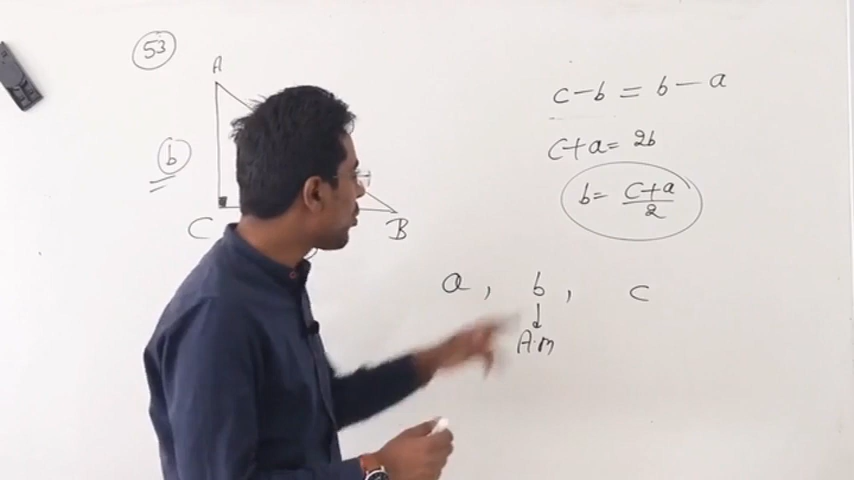 53
A
b
C
B
c-b = b-a
c+a= 2b
b= c+a/2
a, b, c
A.m